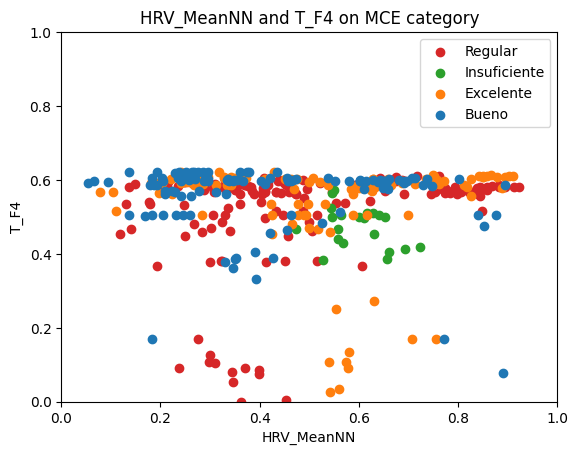 HRV_MeanNN and T_F4 on MCE category
Regular
Insuficiente
Excelente
Bueno
1.0
0.8
0.6
0.4
0.2
0.0
T_F4
0.0 0.2 0.4 0.6 0.8 1.0
HRV_MeanNN